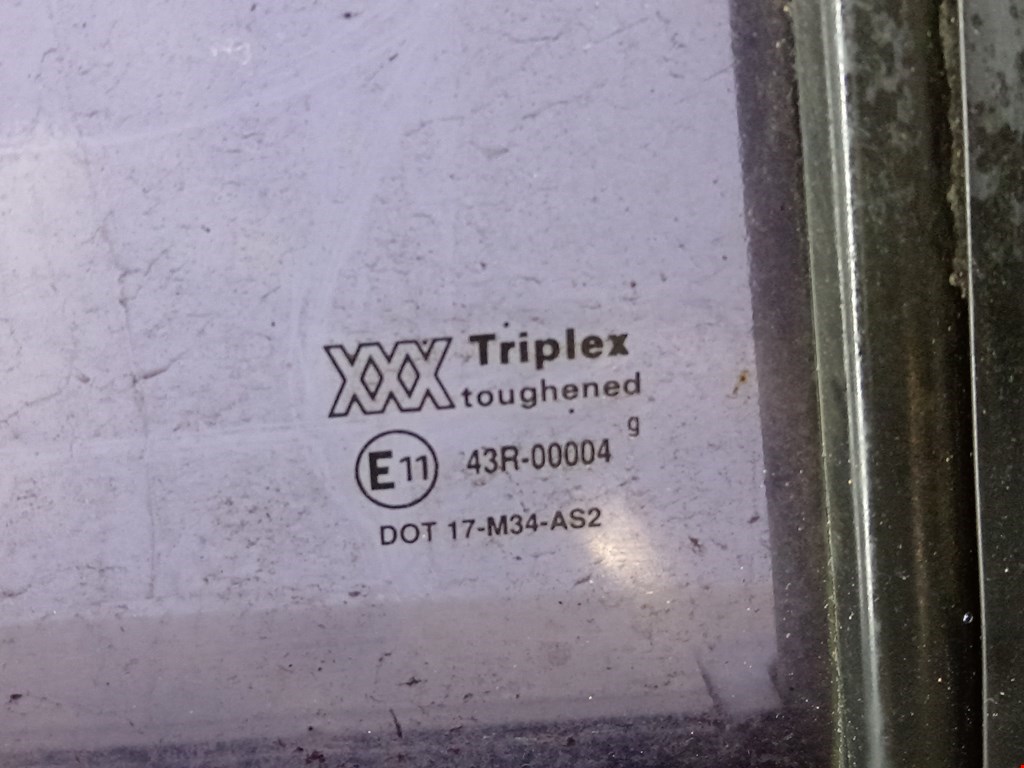 XXX Triplex
toughened
g
E11 43R-00004
DOT 17-M34-AS2